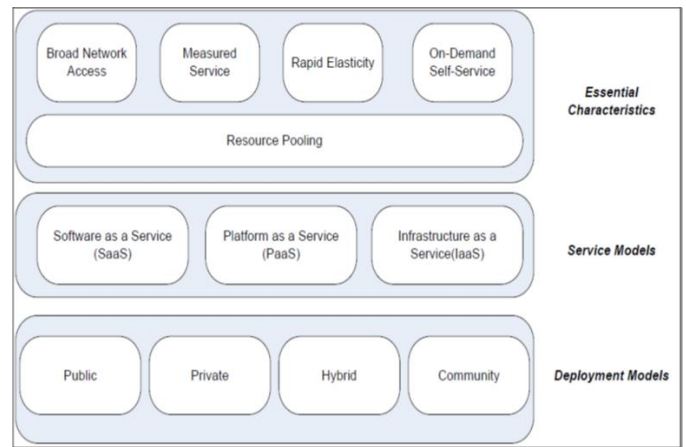 Broad Network
Access
Measured
Service
Rapid Elasticity
On-Demand
Self-Service
Essential
Characteristics
Resource Pooling
Software as a Service
(SaaS)
Platform as a Service
(PaaS)
Infrastructure as a
Service(IaaS)
Service Models
Public
Private
Hybrid
Community
Deployment Models